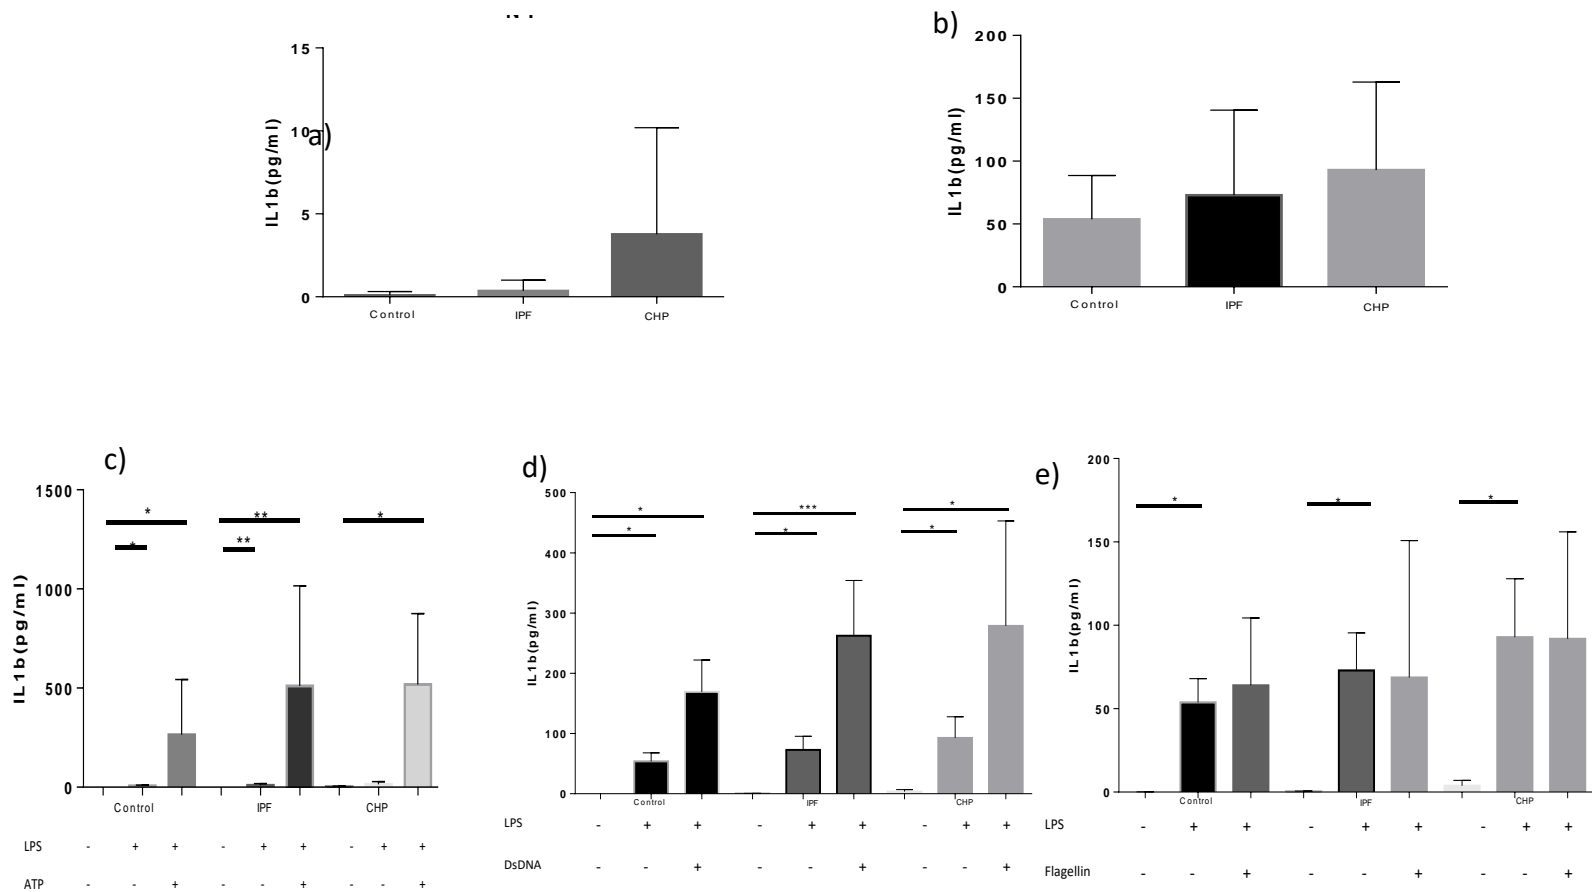 a)
IL1b(pg/ml)
15
10
5
0
Control IPF CHP
b)
IL1b(pg/ml)
200
150
100
50
0
Control IPF CHP
c)
IL1b(pg/ml)
1500
1000
500
0
* ** *
* **
Control IPF CHP
LPS - + + - + + - + +
ATP - - + - - + - - +
d)
IL1b(pg/ml)
500
400
300
200
100
0
* *** *
* * *
Control IPF CHP
LPS - + + - + + - + +
DsDNA - - + - - + - - +
e)
IL1b(pg/ml)
200
150
100
50
0
* * *
Control IPF CHP
LPS - + + - + + - + +
Flagellin - - + - - + - - +